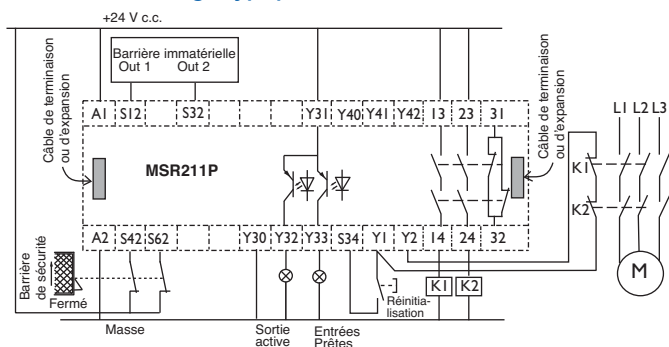 +24 V c.c.
Barrière immatérielle
Out 1 Out 2
Câble de terminaison
ou d'expansion
A1 S12 S32 Y31 Y40 Y41 Y42 13 23 31
Câble de terminaison
ou d'expansion
L1 L2 L3
MSR211P
K1
K2
A2 S42 S62 Y30 Y32 Y33 S34 Y1 Y2 14 24 32
Barrière
de sécurité
Fermé
K1 K2
Réinitia-
lisation
M
Masse
Sortie
active
Entrées
Prêtes